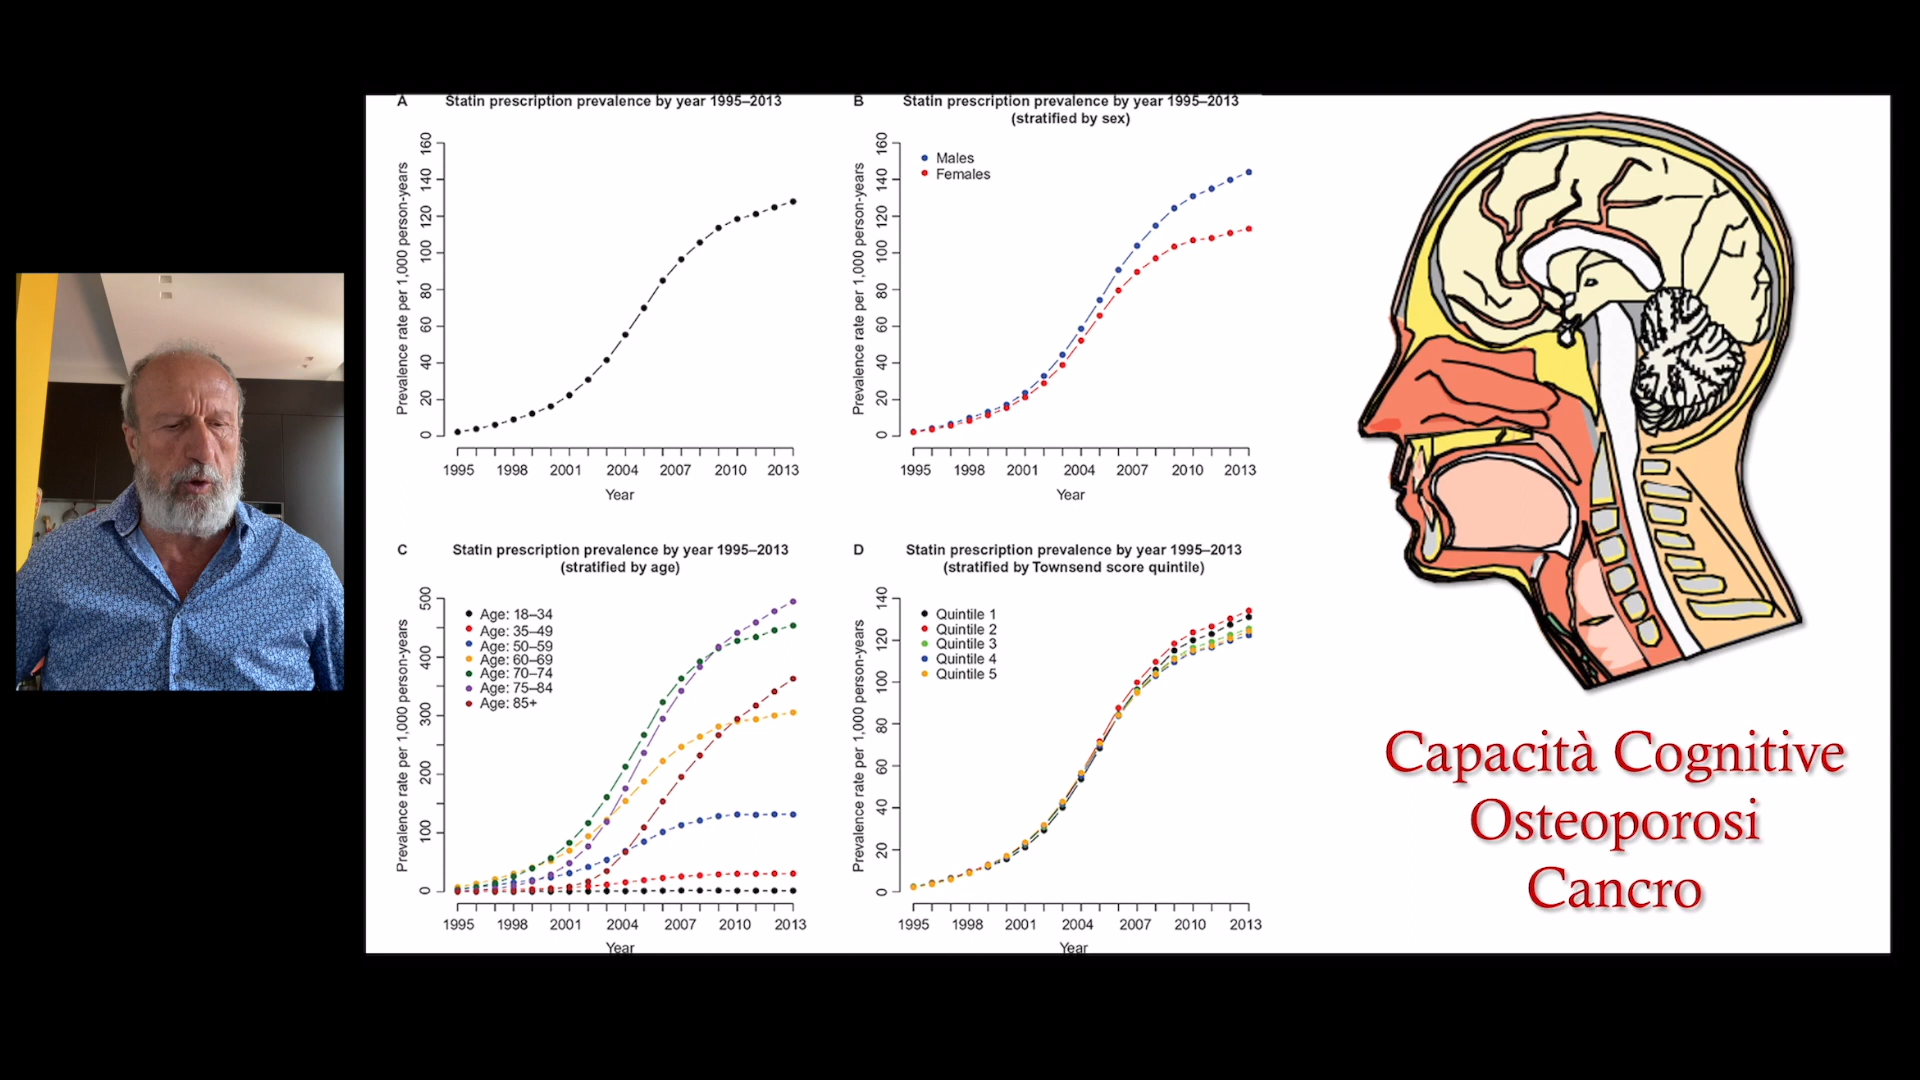 A
Statin prescription prevalence by year 1995–2013
Prevalence rate per 1,000 person-years
160
140
120
100
80
60
40
20
0
1995 1998 2001 2004 2007 2010 2013
Year
B
Statin prescription prevalence by year 1995–2013
(stratified by sex)
Males
Females
Prevalence rate per 1,000 person-years
160
140
120
100
80
60
40
20
0
1995 1998 2001 2004 2007 2010 2013
Year
C
Statin prescription prevalence by year 1995–2013
(stratified by age)
Age: 18–34
Age: 35–49
Age: 50–59
Age: 60–69
Age: 70–74
Age: 75–84
Age: 85+
Prevalence rate per 1,000 person-years
500
400
300
200
100
0
1995 1998 2001 2004 2007 2010 2013
Year
D
Statin prescription prevalence by year 1995–2013
(stratified by Townsend score quintile)
Quintile 1
Quintile 2
Quintile 3
Quintile 4
Quintile 5
Prevalence rate per 1,000 person-years
140
120
100
80
60
40
20
0
1995 1998 2001 2004 2007 2010 2013
Year
Capacità Cognitive
Osteoporosi
Cancro